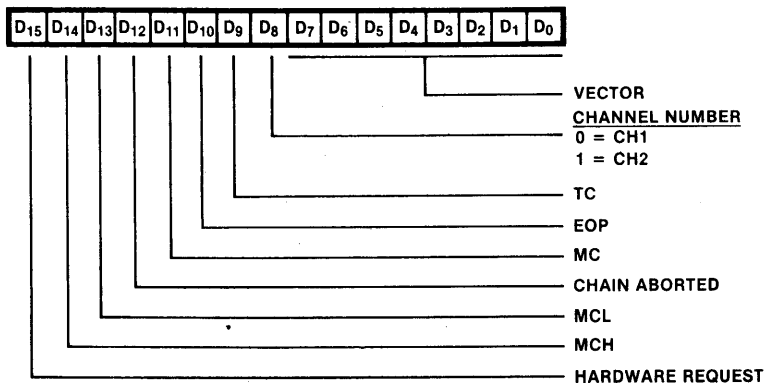 D15 D14 D13 D12 D11 D10 D9 D8 D7 D6 D5 D4 D3 D2 D1 D0
VECTOR
CHANNEL NUMBER
0 = CH1
1 = CH2
TC
EOP
MC
CHAIN ABORTED
MCL
MCH
HARDWARE REQUEST